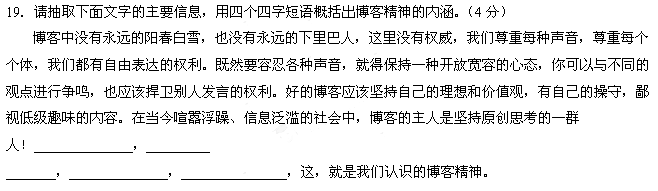 19. 请抽取下面文字的主要信息，用四个四字短语概括出博客精神的内涵。（4 分）
博客中没有永远的阳春白雪，也没有永远的下里巴人，这里没有权威，我们尊重每种声音，尊重每个
个体，我们都有自由表达的权利。既然要容忍各种声音，就得保持一种开放宽容的心态，你可以与不同的
观点进行争鸣，也应该捍卫别人发言的权利。好的博客应该坚持自己的理想和价值观，有自己的操守，鄙
视低级趣味的内容。在当今喧嚣浮躁、信息泛滥的社会中，博客的主人是坚持原创思考的一群
人！______________，__________
________，______________，________________，这，就是我们认识的博客精神。